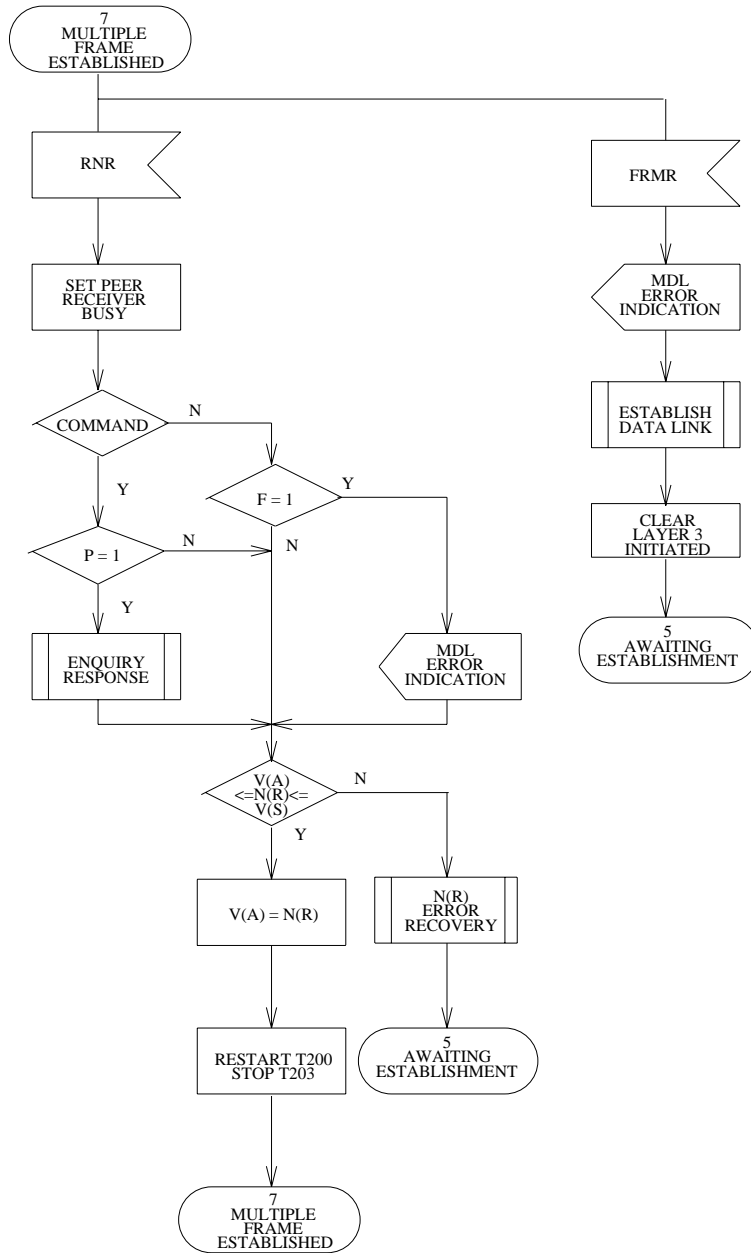 7
MULTIPLE
FRAME
ESTABLISHED
RNR
FRMR
SET PEER
RECEIVER
BUSY
MDL
ERROR
INDICATION
COMMAND
N
ESTABLISH
DATA LINK
Y
F = 1
Y
P = 1
N
N
CLEAR
LAYER 3
INITIATED
Y
ENQUIRY
RESPONSE
MDL
ERROR
INDICATION
5
AWAITING
ESTABLISHMENT
V(A)
<=N(R)<=
V(S)
N
Y
V(A) = N(R)
N(R)
ERROR
RECOVERY
RESTART T200
STOP T203
5
AWAITING
ESTABLISHMENT
7
MULTIPLE
FRAME
ESTABLISHED